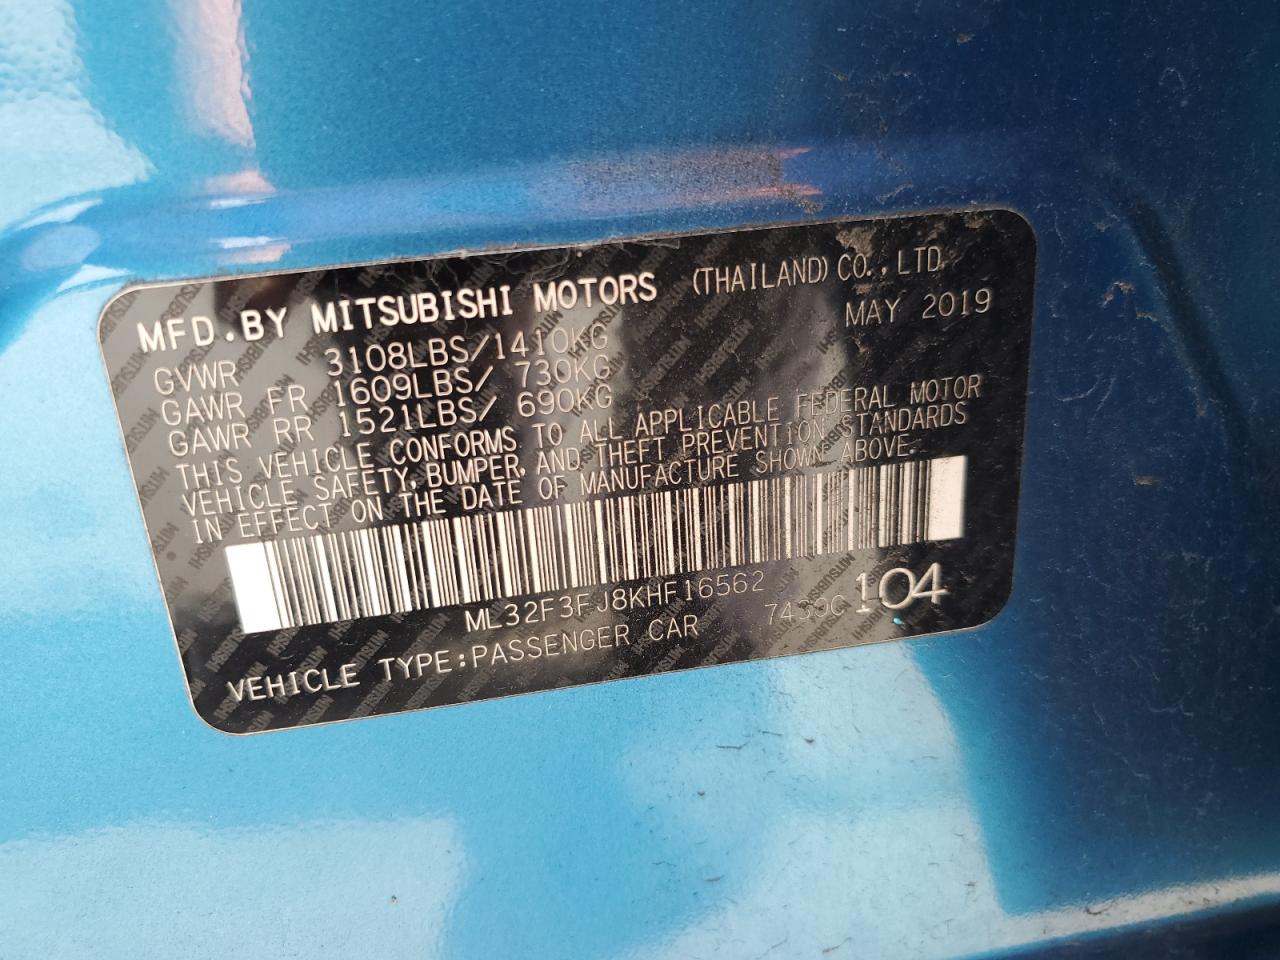 MFD.BY MITSUBISHI MOTORS (THAILAND) CO.,LTD.
MAY 2019
GVWR 3108LBS/1410KG
GAWR FR 1609LBS/ 730KG
GAWR RR 1521LBS/ 690KG
THIS VEHICLE CONFORMS TO ALL APPLICABLE FEDERAL MOTOR
VEHICLE SAFETY, BUMPER, AND THEFT PREVENTION STANDARDS
IN EFFECT ON THE DATE OF MANUFACTURE SHOWN ABOVE.
ML32F3FJ8KHF16562
VEHICLE TYPE:PASSENGER CAR
104